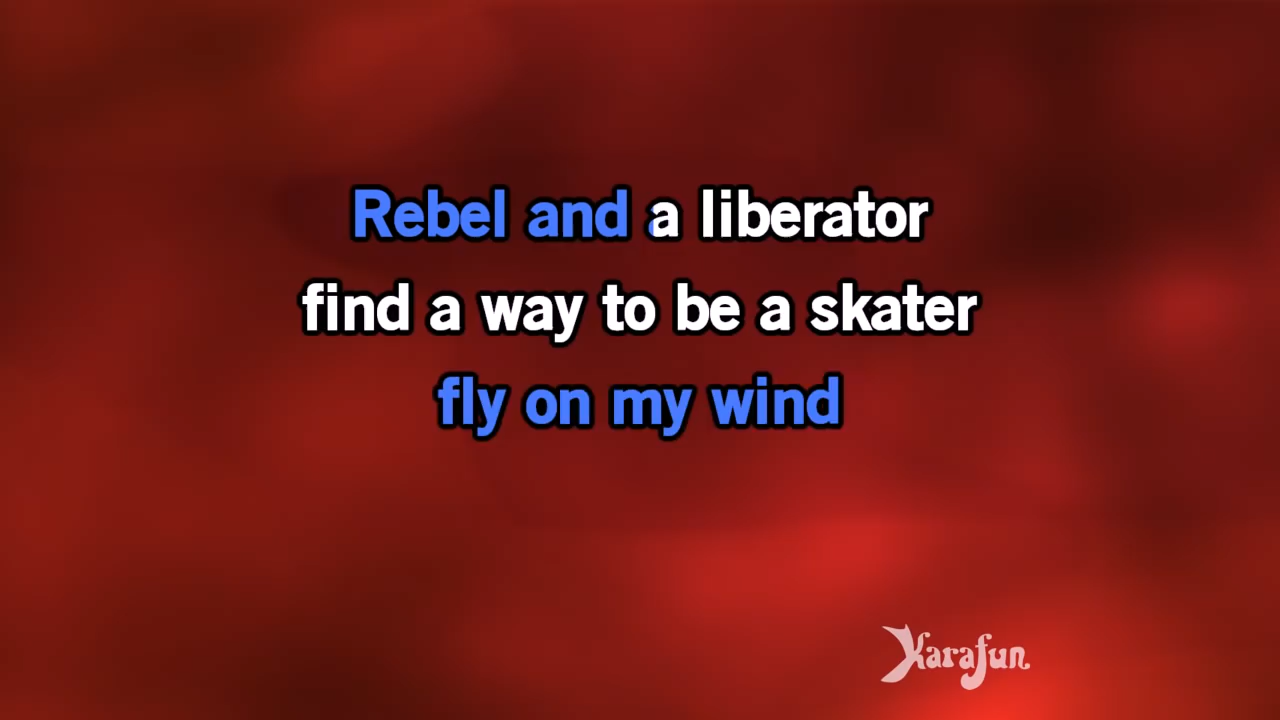 Rebel and a liberator
find a way to be a skater
fly on my wind
Karafun